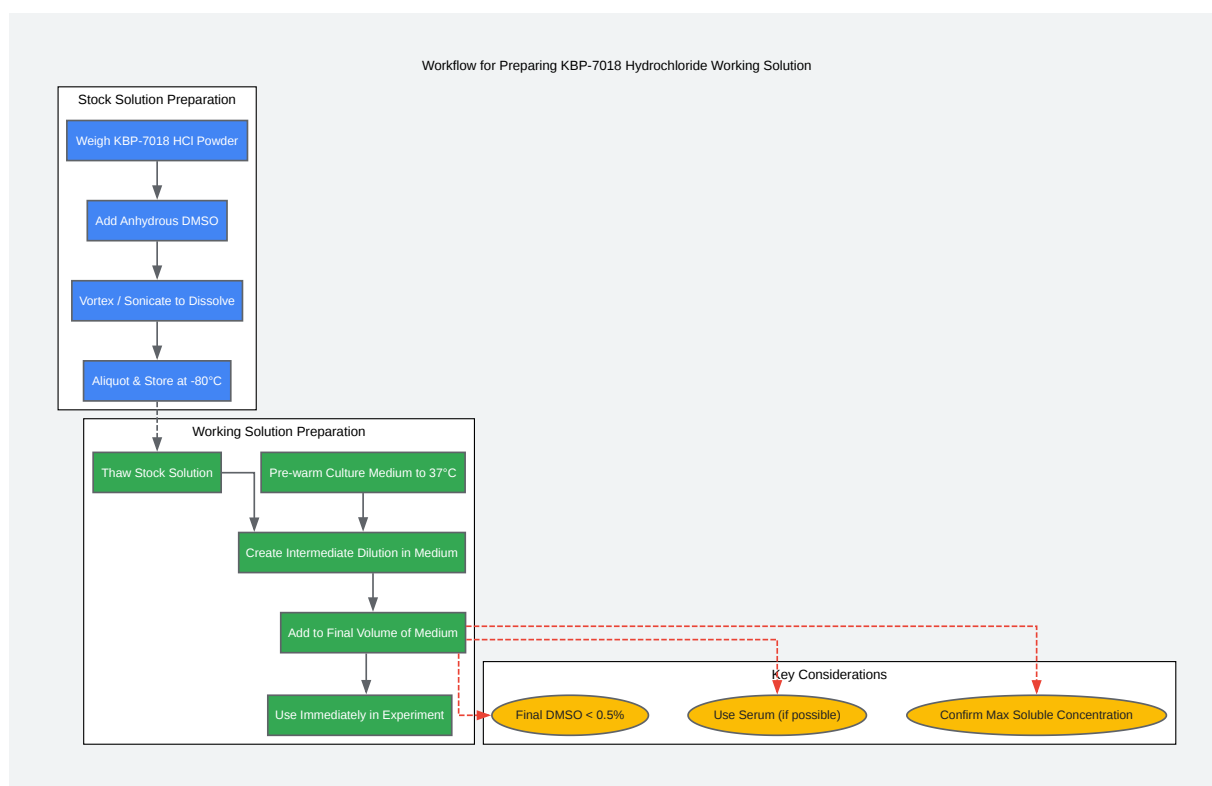 Workflow for Preparing KBP-7018 Hydrochloride Working Solution
Stock Solution Preparation
Weigh KBP-7018 HCl Powder
Add Anhydrous DMSO
Vortex / Sonicate to Dissolve
Aliquot & Store at -80°C
Working Solution Preparation
Thaw Stock Solution
Pre-warm Culture Medium to 37°C
Create Intermediate Dilution in Medium
Add to Final Volume of Medium
Use Immediately in Experiment
Key Considerations
Final DMSO < 0.5%
Use Serum (if possible)
Confirm Max Soluble Concentration